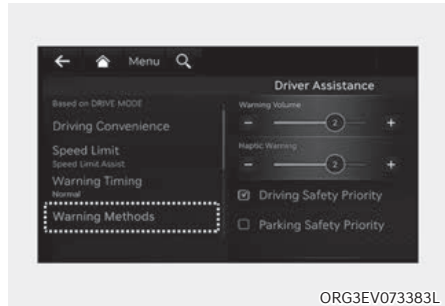 Menu
Driver Assistance
Based on DRIVE MODE
Driving Convenience
Speed Limit
Speed Limit Assist
Warning Timing
Normal
Warning Methods
Warning Volume
- 2 +
Haptic Warning
- 2 +
Driving Safety Priority
Parking Safety Priority
ORG3EV073383L